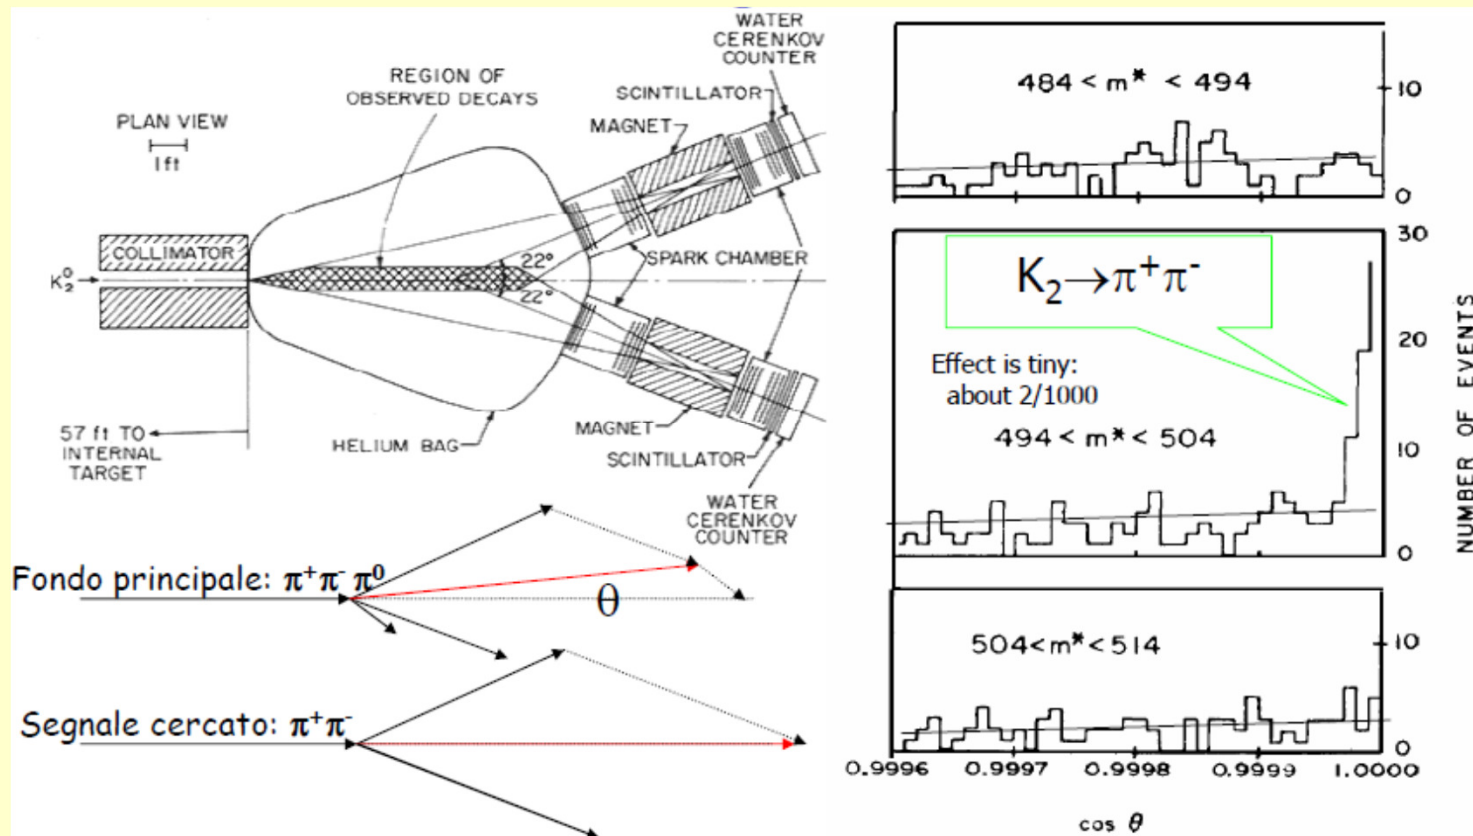 PLAN VIEW
1ft
REGION OF
OBSERVED DECAYS
MAGNET
SCINTILLATOR
WATER
CERENKOV
COUNTER
COLLIMATOR
K₂⁰
22°
22°
SPARK CHAMBER
57 ft TO
INTERNAL
TARGET
HELIUM BAG
MAGNET
SCINTILLATOR
WATER
CERENKOV
COUNTER
Fondo principale: π⁺π⁻π⁰
θ
Segnale cercato: π⁺π⁻
484 < m* < 494
10
0
30
K₂→π⁺π⁻
20
Effect is tiny:
about 2/1000
494 < m* < 504
10
0
NUMBER OF EVENTS
504<m*<514
10
0
0.9996 0.9997 0.9998 0.9999 1.0000
cos θ